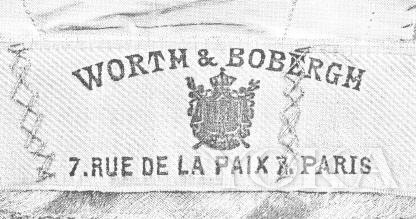 WORTH & BOBERGH
7. RUE DE LA PAIX 7. PARIS